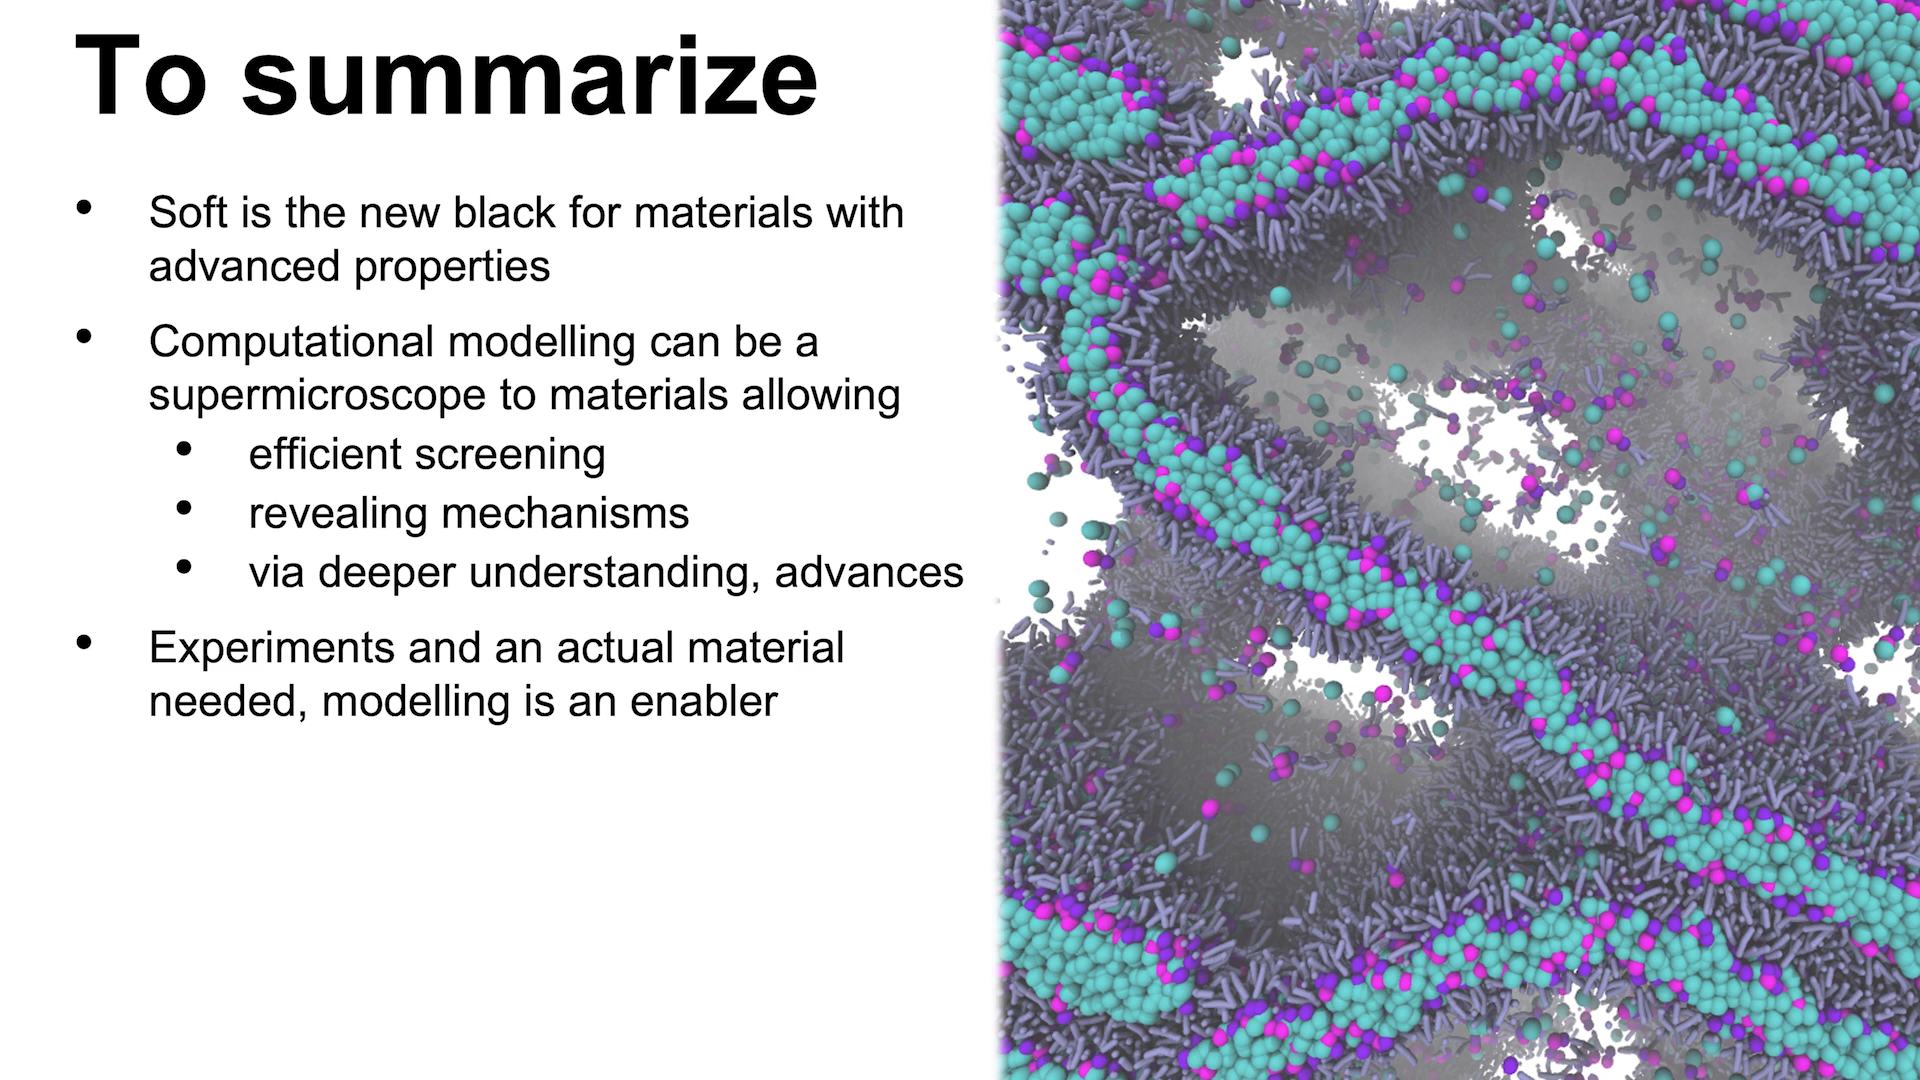 To summarize
• Soft is the new black for materials with
advanced properties
• Computational modelling can be a
supermicroscope to materials allowing
• efficient screening
• revealing mechanisms
• via deeper understanding, advances
• Experiments and an actual material
needed, modelling is an enabler